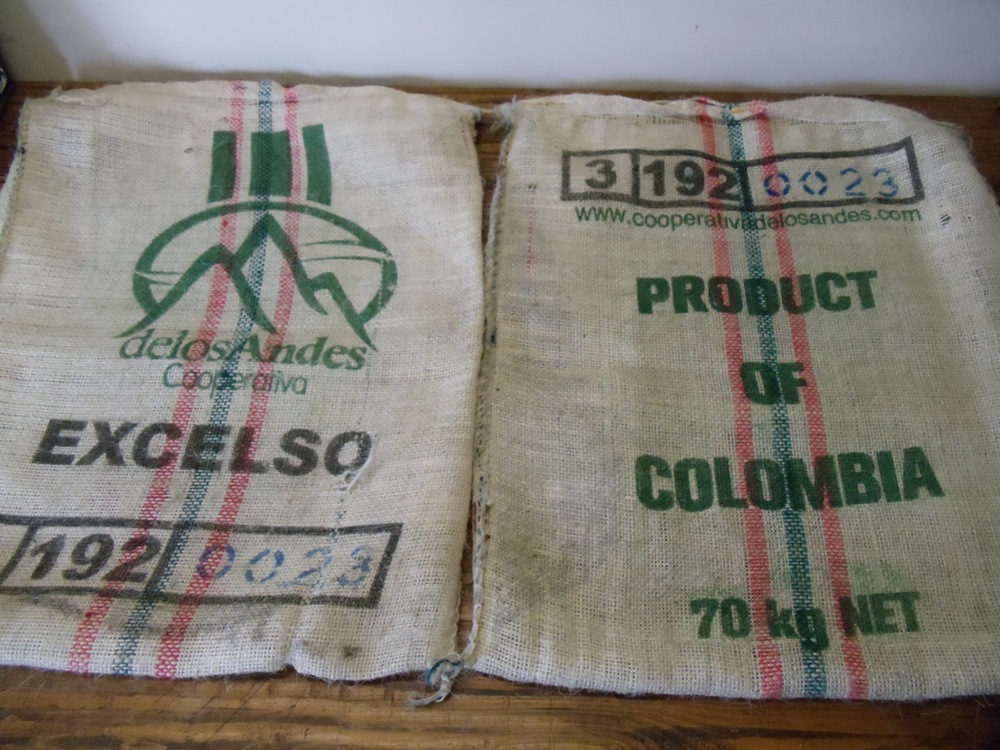 delosAndes
Cooperativa
EXCELSO
192 0023
3 192 0023
www.cooperativadelosandes.com
PRODUCT
OF
COLOMBIA
70 kg NET